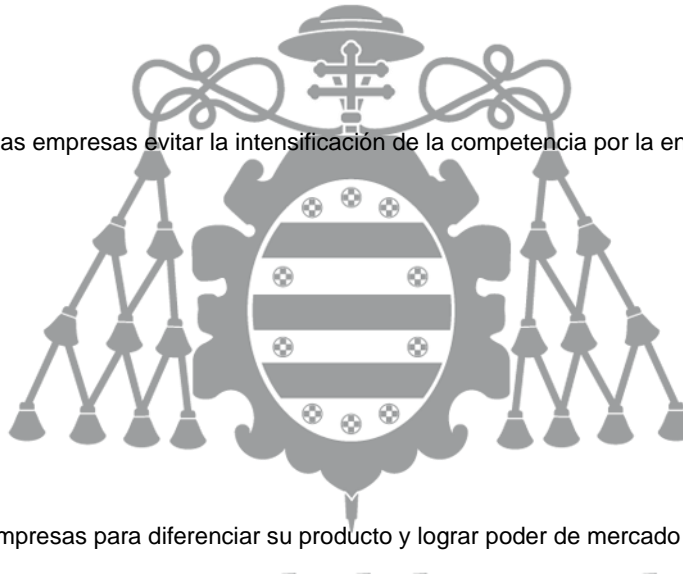 as empresas evitar la intensificación de la competencia por la en
mpresas para diferenciar su producto y lograr poder de mercado